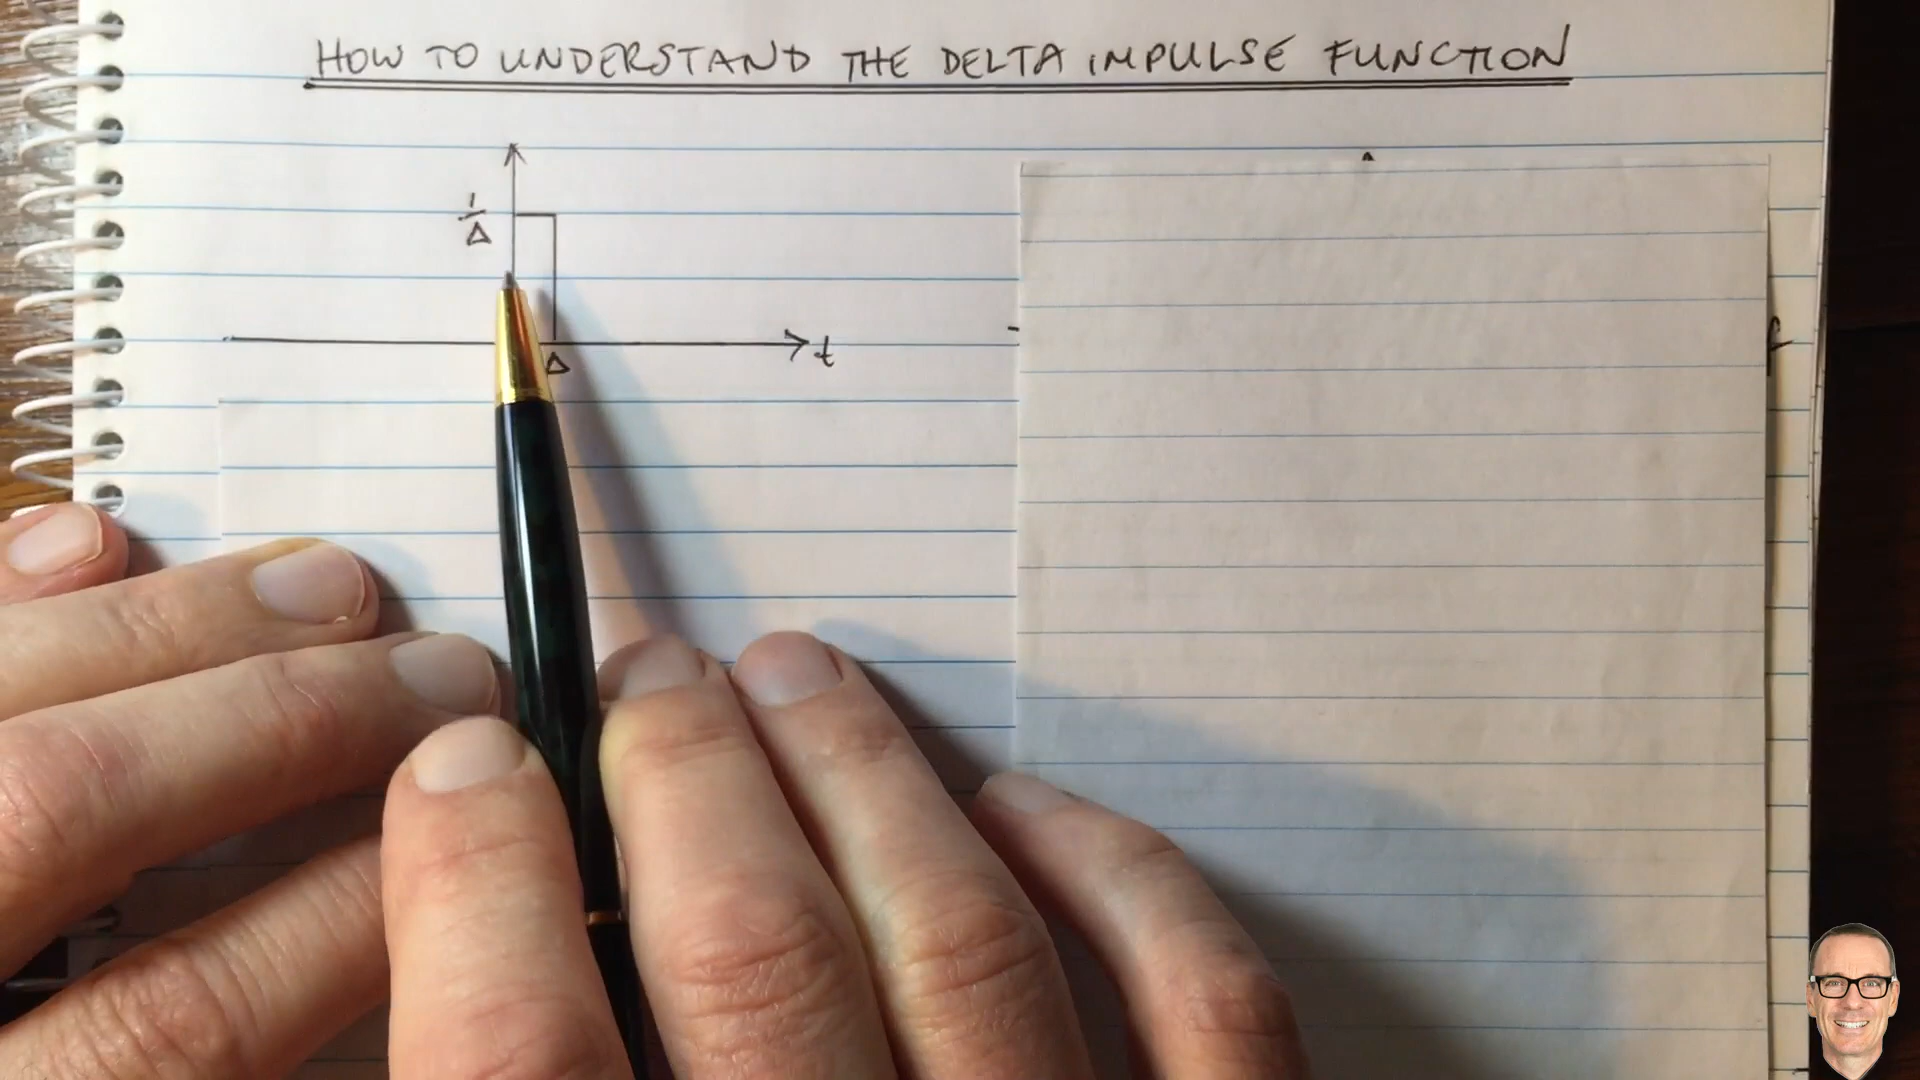 HOW TO UNDERSTAND THE DELTA IMPULSE FUNCTION
1
Δ
Δ
t
f